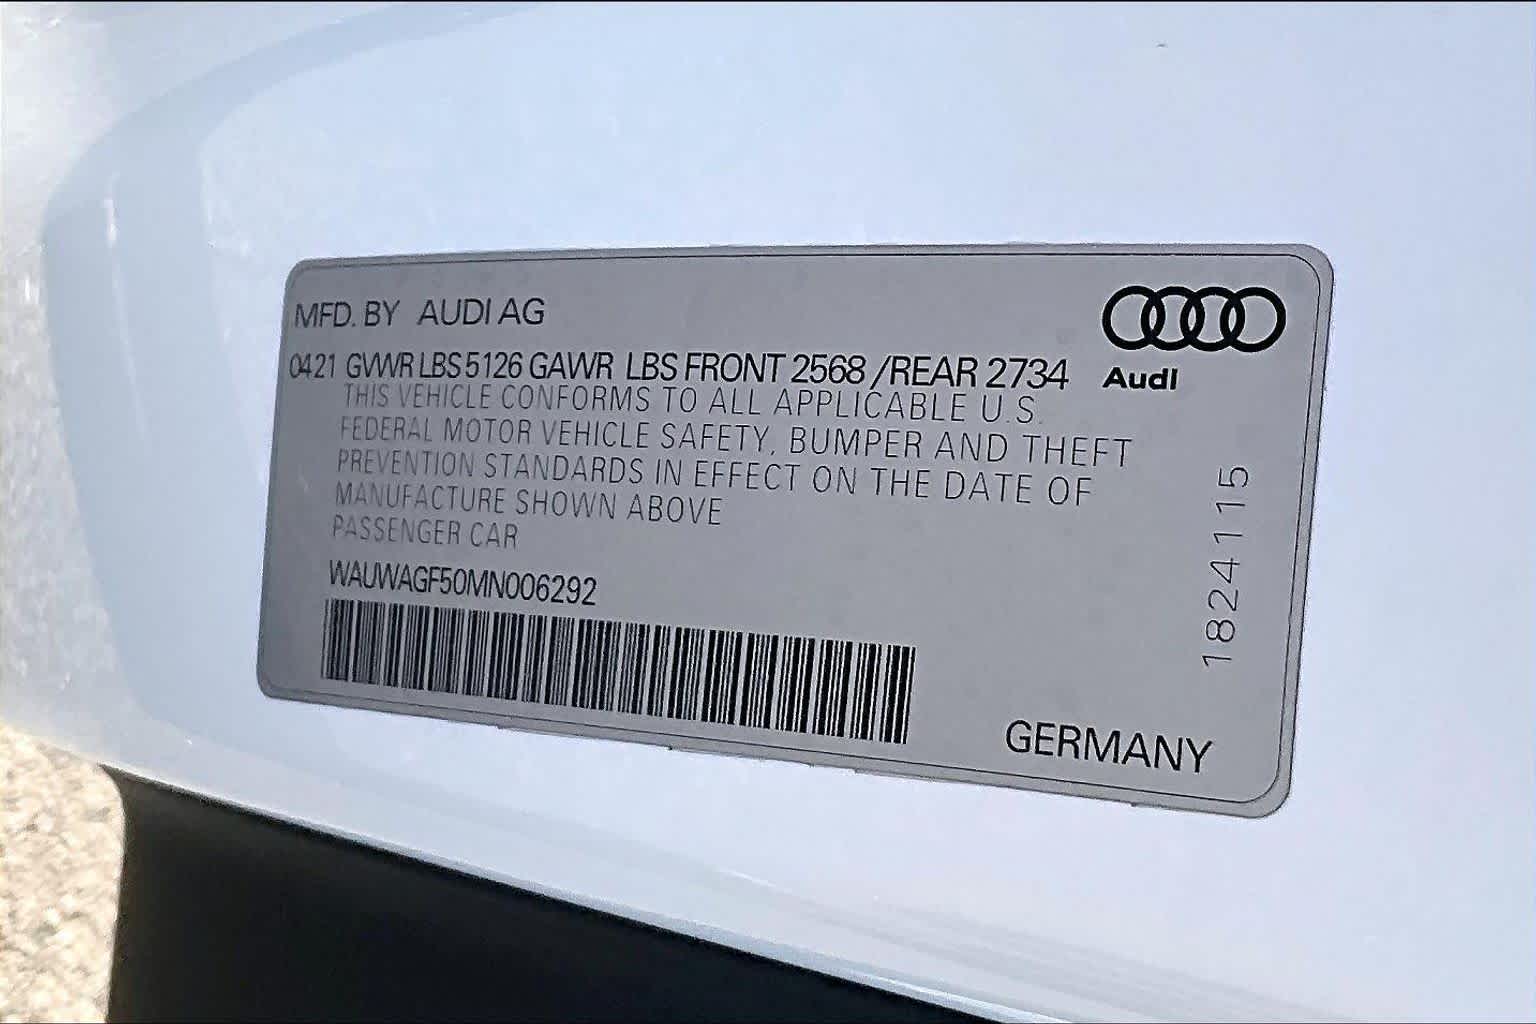 MFD. BY AUDI AG
0421 GVWR LBS 5126 GAWR LBS FRONT 2568 /REAR 2734
Audi
THIS VEHICLE CONFORMS TO ALL APPLICABLE U.S.
FEDERAL MOTOR VEHICLE SAFETY, BUMPER AND THEFT
PREVENTION STANDARDS IN EFFECT ON THE DATE OF
MANUFACTURE SHOWN ABOVE
PASSENGER CAR
WAUWAGF50MN006292
1824115
GERMANY